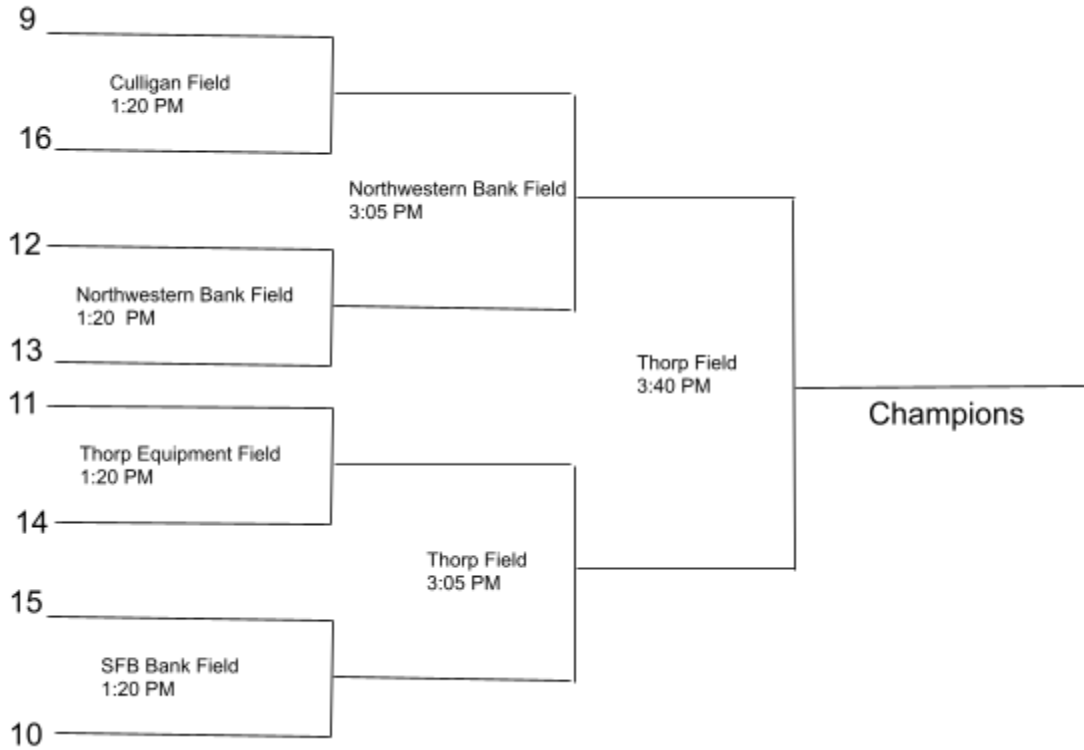 9
Culligan Field
1:20 PM
16
Northwestern Bank Field
3:05 PM
12
Northwestern Bank Field
1:20  PM
13
Thorp Field
3:40 PM
Champions
11
Thorp Equipment Field
1:20 PM
14
Thorp Field
3:05 PM
15
SFB Bank Field
1:20 PM
10